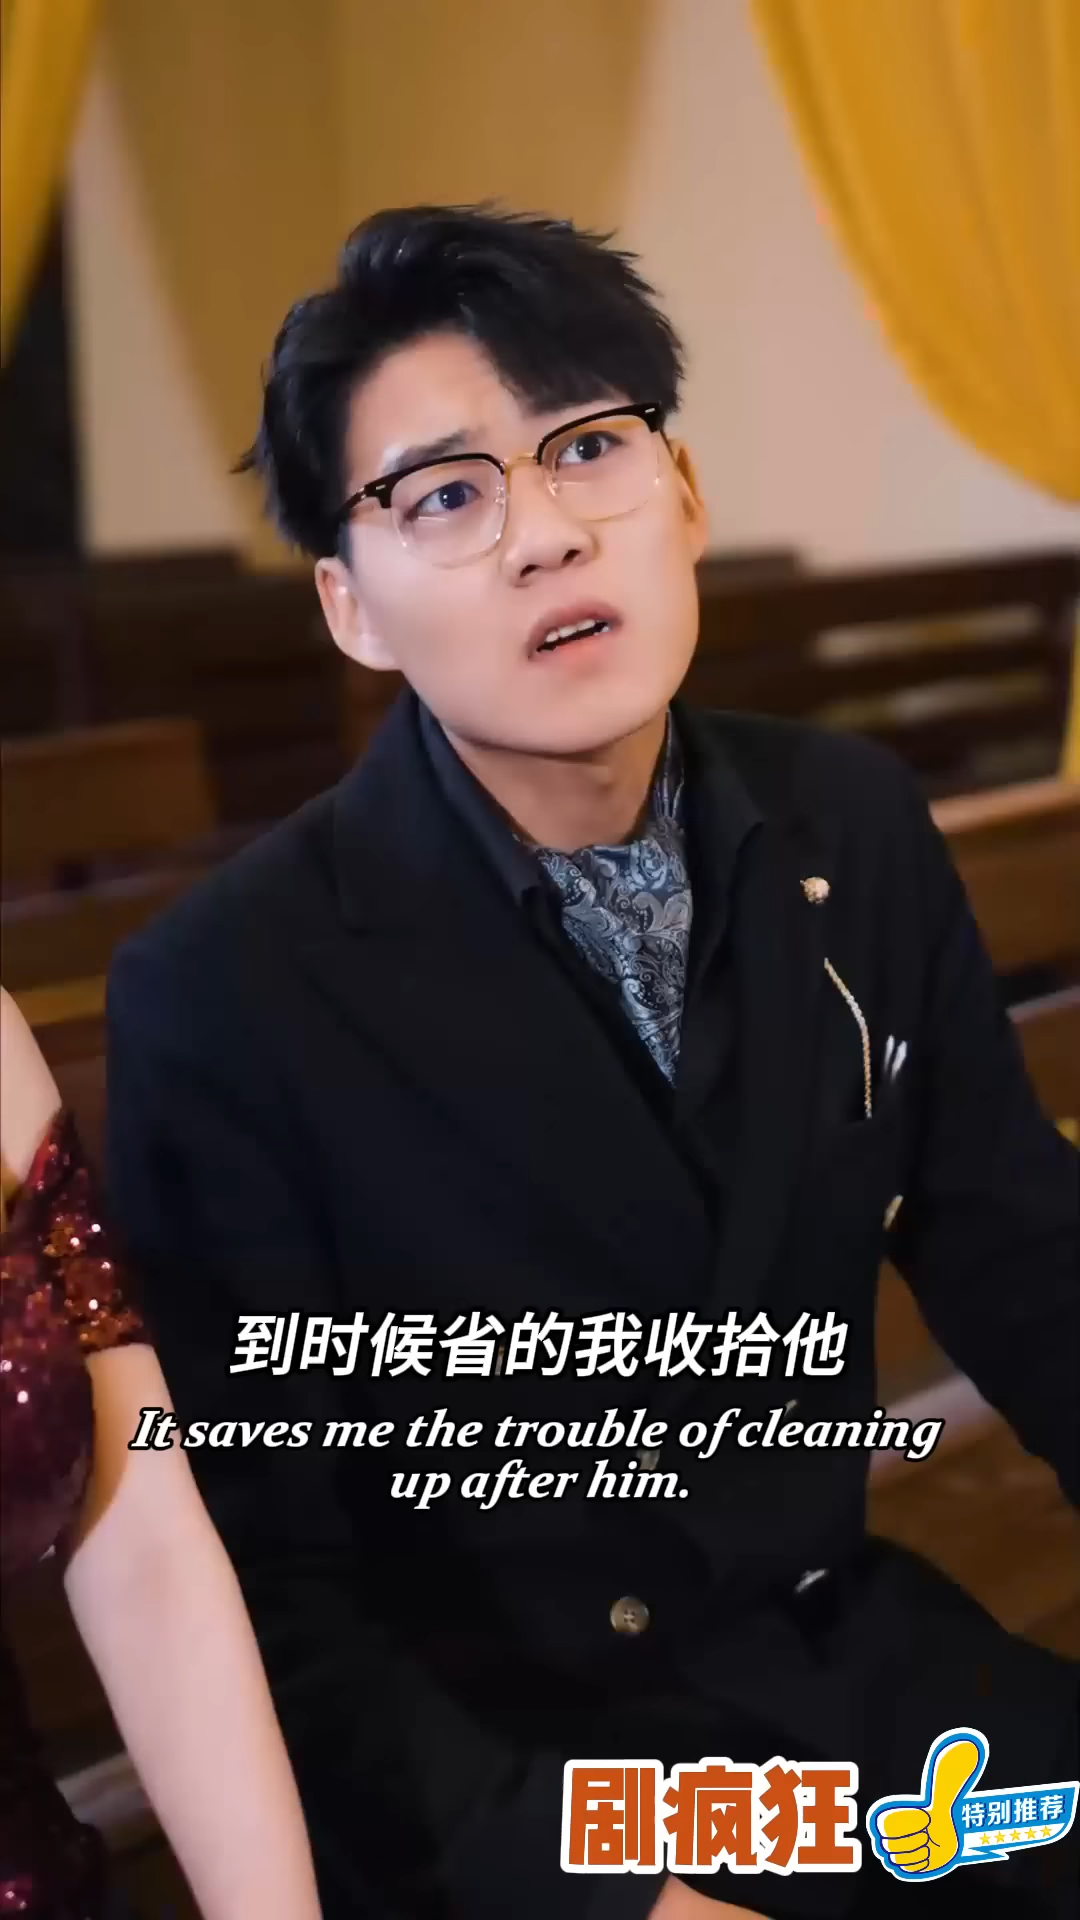 到时候省的我收拾他
It saves me the trouble of cleaning
up after him.
剧疯狂
特别推荐